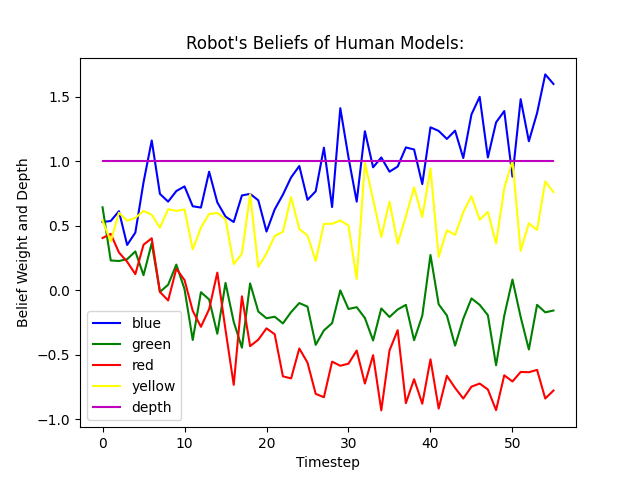 Robot's Beliefs of Human Models:
Belief Weight and Depth
1.5
1.0
0.5
0.0
−0.5
−1.0
blue
green
red
yellow
depth
0 10 20 30 40 50
Timestep